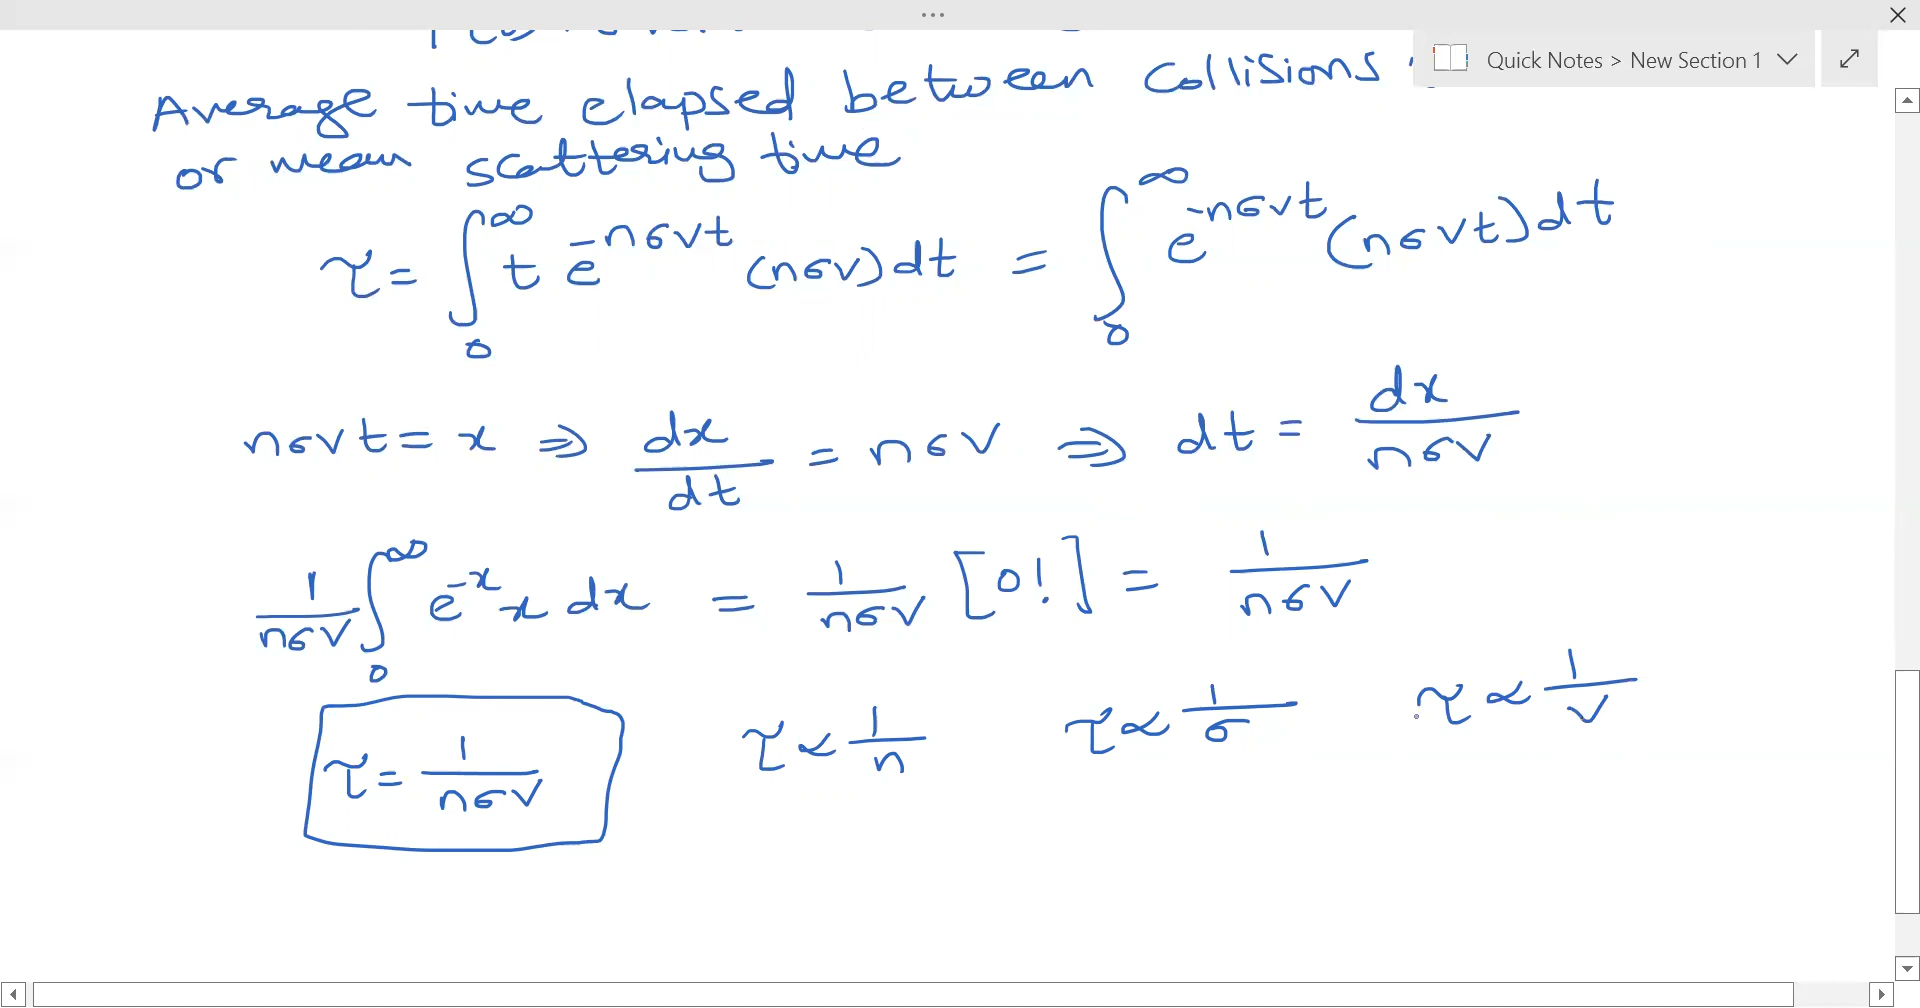 Quick Notes > New Section 1
Average time elapsed between collisions
or mean scattering time
τ = ∫₀^∞ t e^{-nσvt} (nσv) dt = ∫₀^∞ e^{-nσvt} (nσvt) dt
nσvt = x ⇒ dx/dt = nσv ⇒ dt = dx/nσv
1/nσv ∫₀^∞ e^{-x} x dx = 1/nσv [0!] = 1/nσv
τ = 1/nσv τ ∝ 1/n τ ∝ 1/σ τ ∝ 1/v